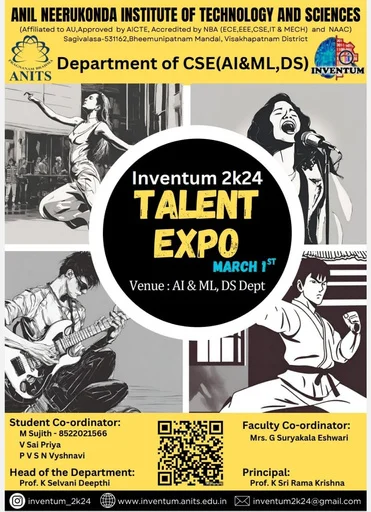 ANIL NEERUKONDA INSTITUTE OF TECHNOLOGY AND SCIENCES
(Affiliated to AU,Approved by AICTE, Accredited by NBA (ECE,EEE,CSE,IT & MECH) and NAAC)
Sagivalasa-531162,Bheemunipatnam Mandal, Visakhapatnam District
ANITS
Department of CSE(AI&ML,DS)
INVENTUM
Inventum 2k24
TALENT
EXPO
MARCH 1ST
Venue : AI & ML, DS Dept
Student Co-ordinator:
M Sujith - 8522021566
V Sai Priya
P V S N Vyshnavi
Head of the Department:
Prof. K Selvani Deepthi
Faculty Co-ordinator:
Mrs. G Suryakala Eshwari
Principal:
Prof. K Sri Rama Krishna
inventum_2k24
www.inventum.anits.edu.in
inventum2k24@gmail.com